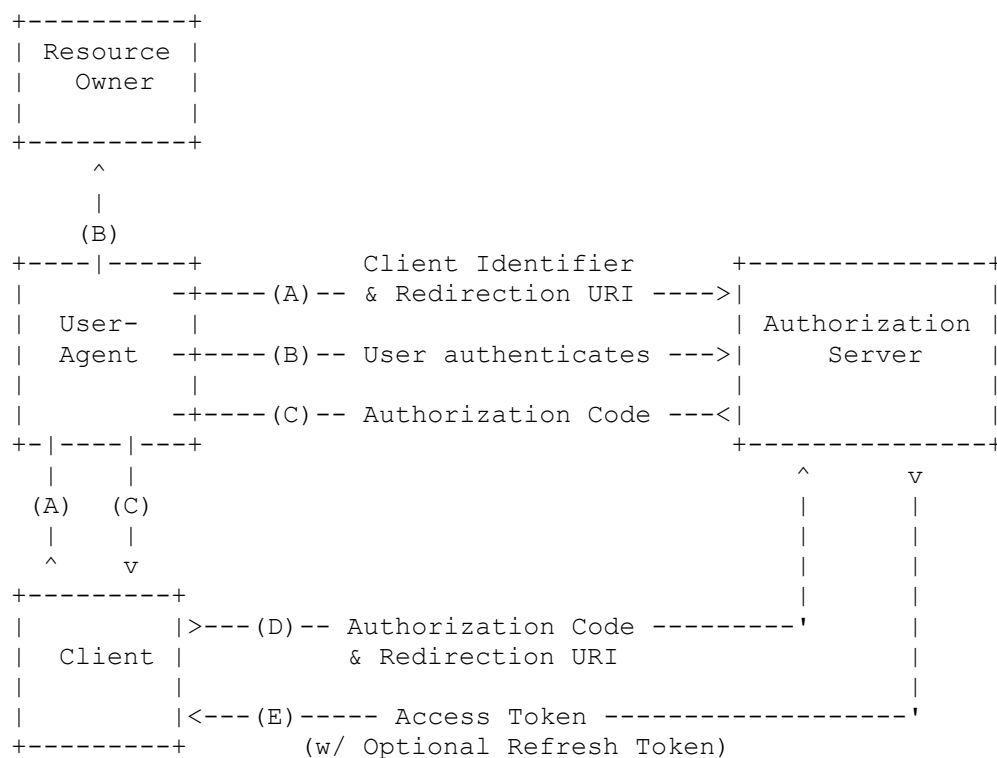 Resource
Owner
(B)
Client Identifier
(A) & Redirection URI
User-
Agent
Authorization
Server
(B) User authenticates
(C) Authorization Code
(A) (C)
(D) Authorization Code
Client & Redirection URI
(E) Access Token
(w/ Optional Refresh Token)